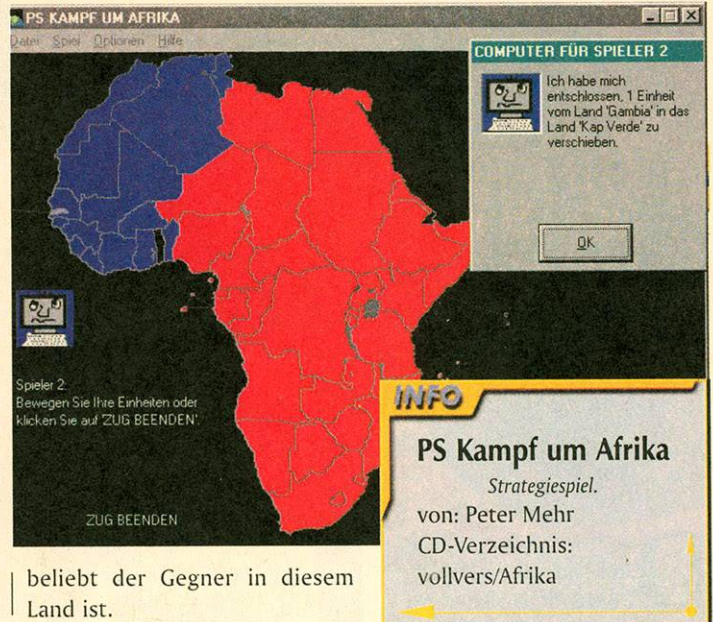 PS KAMPF UM AFRIKA
Datei Spiel Optionen Hilfe
COMPUTER FÜR SPIELER 2
Ich habe mich
entschlossen, 1 Einheit
vom Land 'Gambia' in das
Land 'Kap Verde' zu
verschieben.
OK
Spieler 2:
Bewegen Sie Ihre Einheiten oder
klicken Sie auf 'ZUG BEENDEN'.
ZUG BEENDEN
INFO
PS Kampf um Afrika
Strategiespiel.
von: Peter Mehr
CD-Verzeichnis:
vollvers/Afrika
beliebt der Gegner in diesem
Land ist.